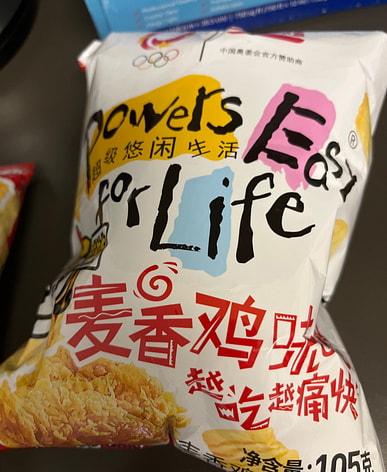 中国奥委会官方赞助商
powers Easy
超级悠闲生活
for Life
®
麦香鸡味
越吃越痛快
净含量:105克